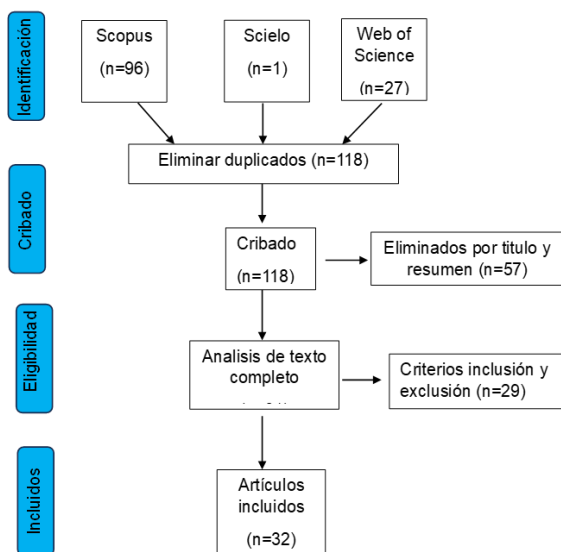 Identificación
Scopus
(n=96)
Scielo
(n=1)
Web of
Science
(n=27)
Eliminar duplicados (n=118)
Cribado
Cribado
(n=118)
Eliminados por titulo y
resumen (n=57)
Eligibilidad
Analisis de texto
completo
Criterios inclusión y
exclusión (n=29)
Incluidos
Artículos
incluidos
(n=32)